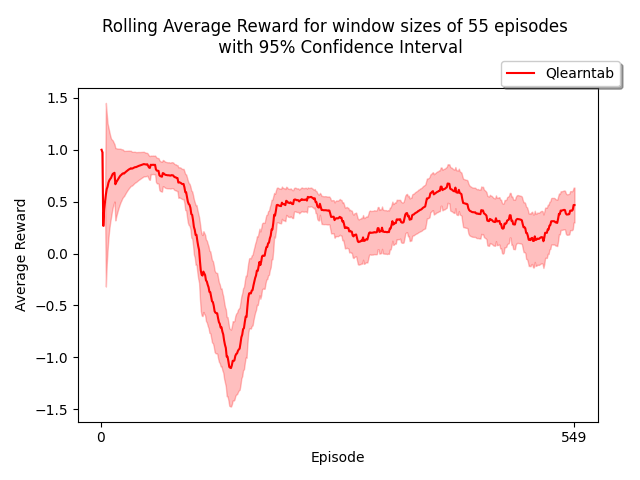 Rolling Average Reward for window sizes of 55 episodes
with 95% Confidence Interval
Qlearntab
1.5
1.0
0.5
0.0
−0.5
−1.0
−1.5
Average Reward
0
549
Episode